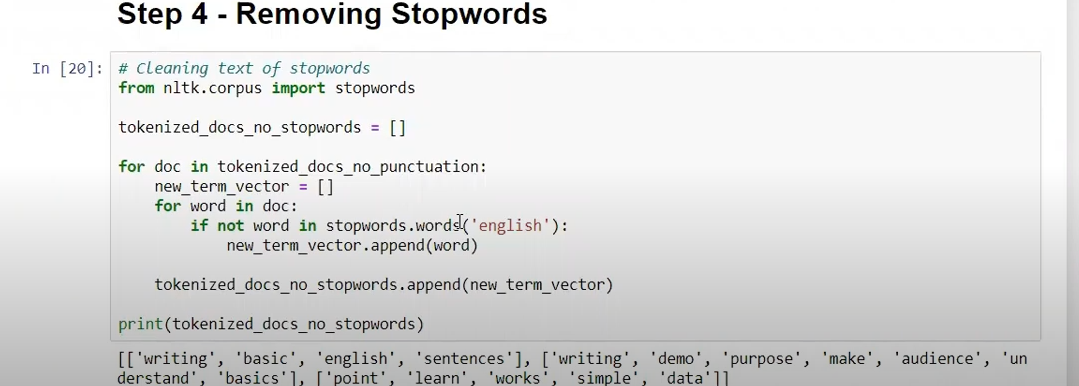 Step 4 - Removing Stopwords
In [20]: # Cleaning text of stopwords
from nltk.corpus import stopwords
tokenized_docs_no_stopwords = []
for doc in tokenized_docs_no_punctuation:
    new_term_vector = []
    for word in doc:
        if not word in stopwords.words('english'):
            new_term_vector.append(word)
    tokenized_docs_no_stopwords.append(new_term_vector)
print(tokenized_docs_no_stopwords)
[['writing', 'basic', 'english', 'sentences'], ['writing', 'demo', 'purpose', 'make', 'audience', 'un
derstand', 'basics'], ['point', 'learn', 'works', 'simple', 'data']]